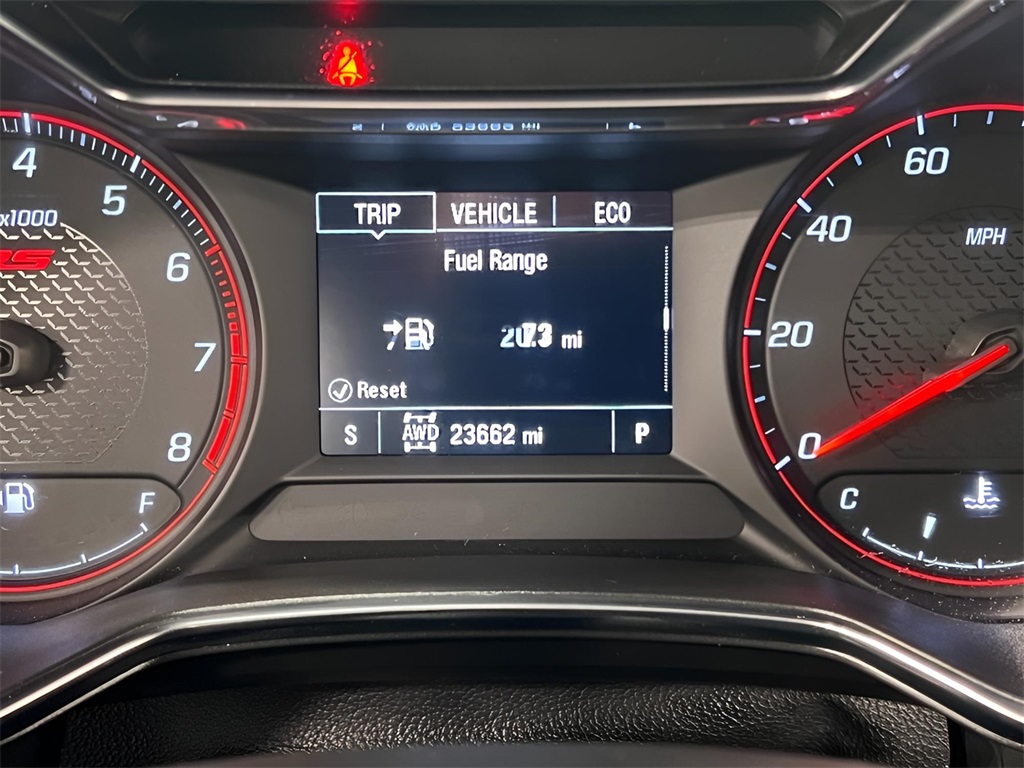 4
5
6
7
8
x1000
RS
F
TRIP VEHICLE ECO
Fuel Range
mi
Reset
S AWD 23662 mi P
60
40
20
0
MPH
C